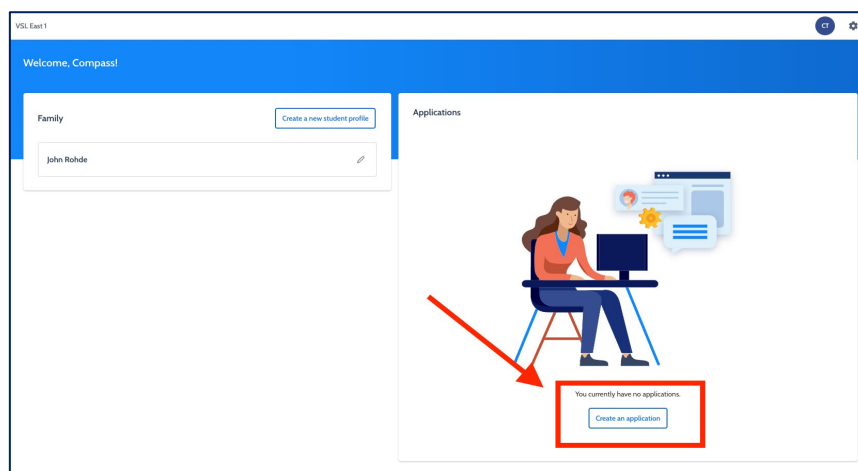 VSL East 1
CT
Welcome, Compass!
Family
Create a new student profile
John Rohde
Applications
You currently have no applications.
Create an application